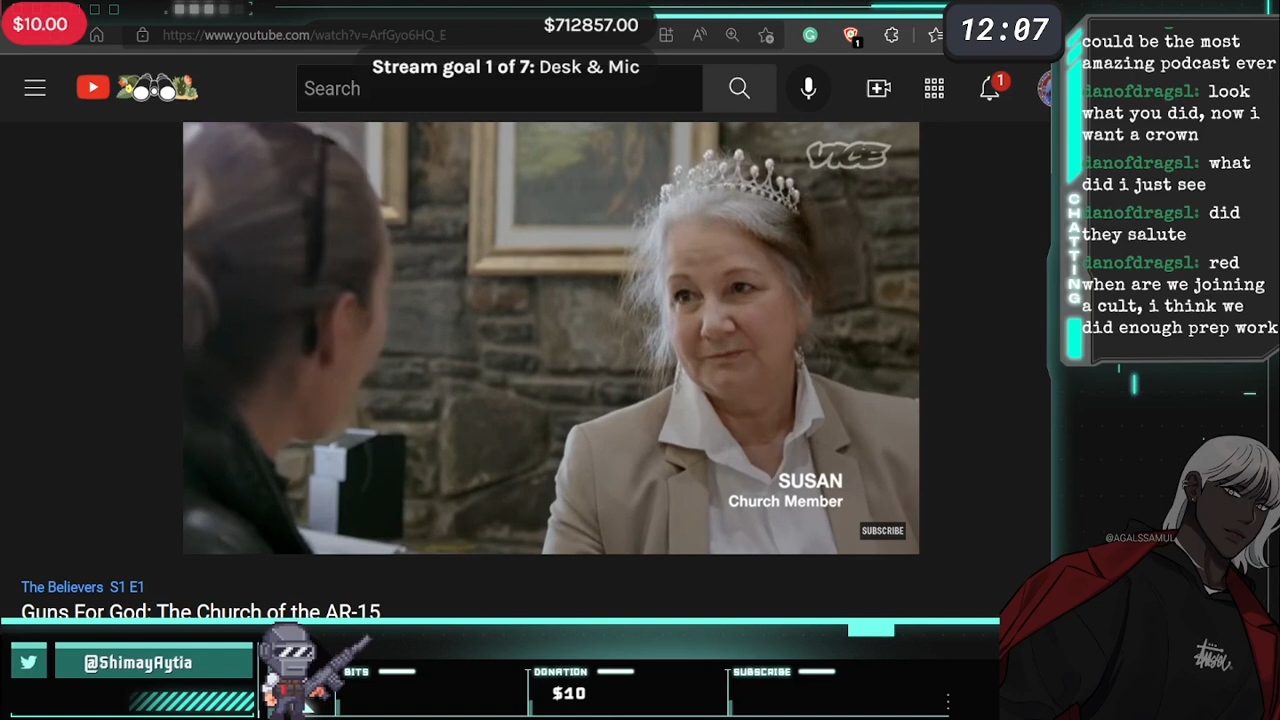 $10.00
$712857.00
https://www.youtube.com/watch?v=ArfGyo6HQ_E
1
Stream goal 1 of 7: Desk & Mic
12:07
Search
1
could be the most
amazing podcast ever
danofdragsl: look
what you did, now i
want a crown
danofdragsl: what
did i just see
danofdragsl: did
they salute
danofdragsl: red
when are we joining
a cult, i think we
did enough prep work
CHATTING
VICE
SUSAN
Church Member
SUBSCRIBE
@AGALSSAMUL
The Believers S1 E1
Guns For God: The Church of the AR-15
@ShimayAytia
BITS
DONATION
$10
SUBSCRIBE